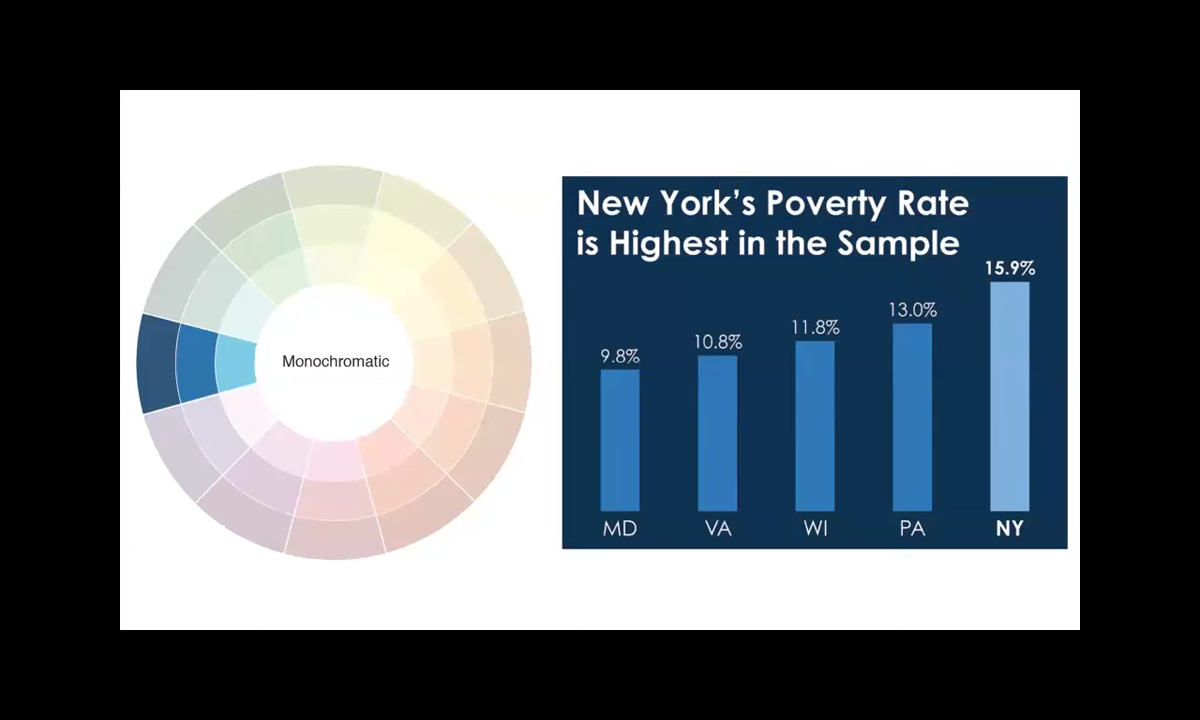 Monochromatic
New York's Poverty Rate
is Highest in the Sample
9.8%
10.8%
11.8%
13.0%
15.9%
MD
VA
WI
PA
NY